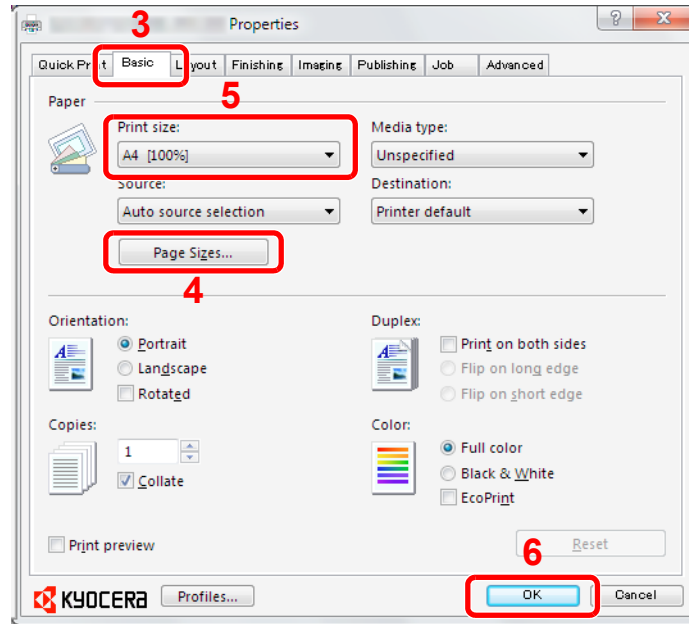 3
Properties
Quick Print Basic Layout Finishing Imaging Publishing Job Advanced
5
Paper
Print size: Media type:
A4 [100%] Unspecified
Source: Destination:
Auto source selection Printer default
Page Sizes...
4
Orientation: Duplex:
Portrait Print on both sides
Landscape Flip on long edge
Rotated Flip on short edge
Copies: Color:
1 Full color
Collate Black & White
EcoPrint
Print preview
6
Reset
KYOCERA Profiles... OK Cancel